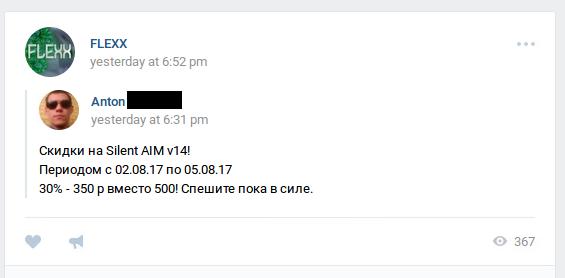 FLEXX
FLEXX
yesterday at 6:52 pm
Anton
yesterday at 6:31 pm
Скидки на Silent AIM v14!
Периодом с 02.08.17 по 05.08.17
30% - 350 р вместо 500! Спешите пока в силе.
367